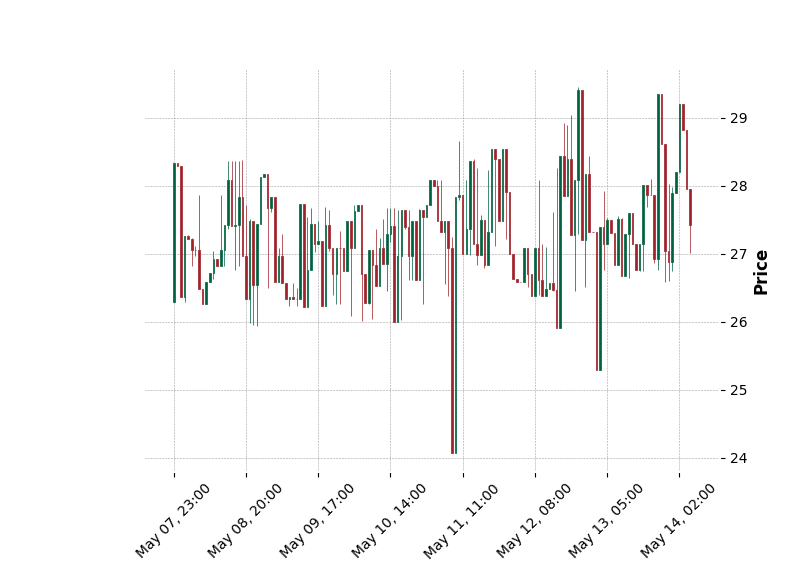 29
28
27
26
25
24
Price
May 07, 23:00
May 08, 20:00
May 09, 17:00
May 10, 14:00
May 11, 11:00
May 12, 08:00
May 13, 05:00
May 14, 02:00